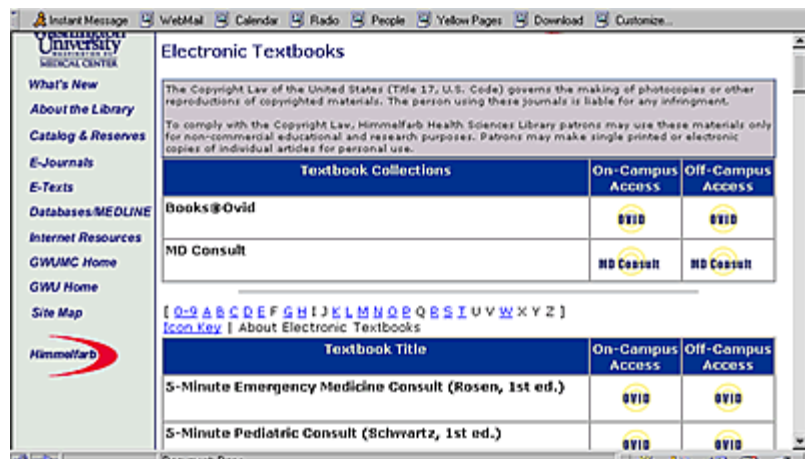 Instant Message WebMail Calendar Radio People Yellow Pages Download Customize...
Washington
University
MEDICAL CENTER
What's New
About the Library
Catalog & Reserves
E-Journals
E-Texts
Databases/MEDLINE
Internet Resources
GWUMC Home
GWU Home
Site Map
Himmelfarb
Electronic Textbooks
The Copyright Law of the United States (Title 17, U.S. Code) governs the making of photocopies or other
reproductions of copyrighted materials. The person using these journals is liable for any infringment.
To comply with the Copyright Law, Himmelfarb Health Sciences Library patrons may use these materials only
for non-commercial educational and research purposes. Patrons may make single printed or electronic
copies of individual articles for personal use.
Textbook Collections On-Campus Access Off-Campus Access
Books@Ovid OVID OVID
MD Consult MD Consult MD Consult
[ 0-9 A B C D E F G H I J K L M N O P Q R S T U V W X Y Z ]
Icon Key | About Electronic Textbooks
Textbook Title On-Campus Access Off-Campus Access
5-Minute Emergency Medicine Consult (Rosen, 1st ed.) OVID OVID
5-Minute Pediatric Consult (Schwartz, 1st ed.) OVID OVID